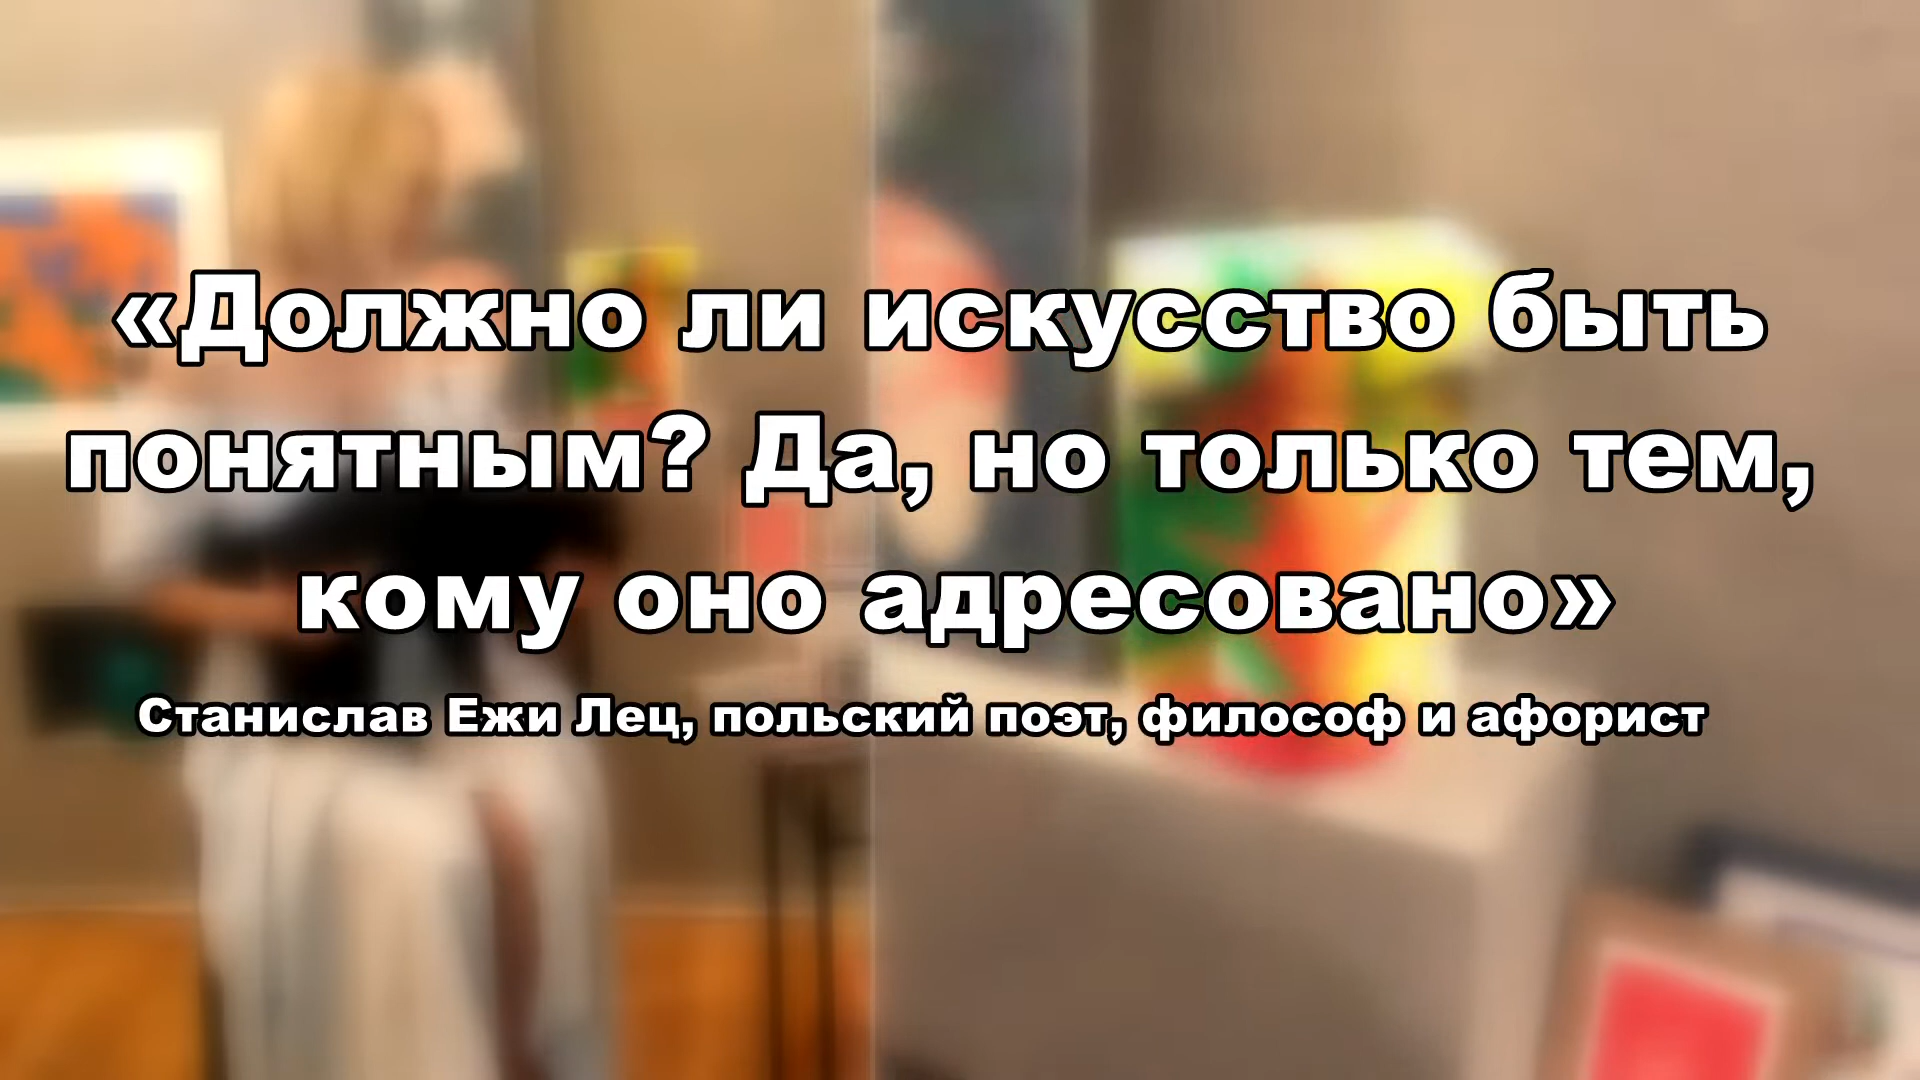 «Должно ли искусство быть
понятным? Да, но только тем,
кому оно адресовано»
Станислав Ежи Лец, польский поэт, философ и афорист